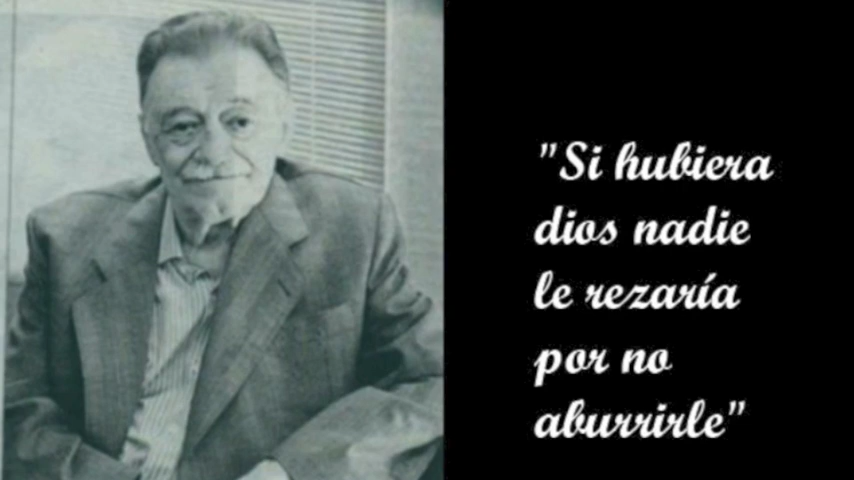 "Si hubiera
dios nadie
le rezaría
por no
aburrirle"